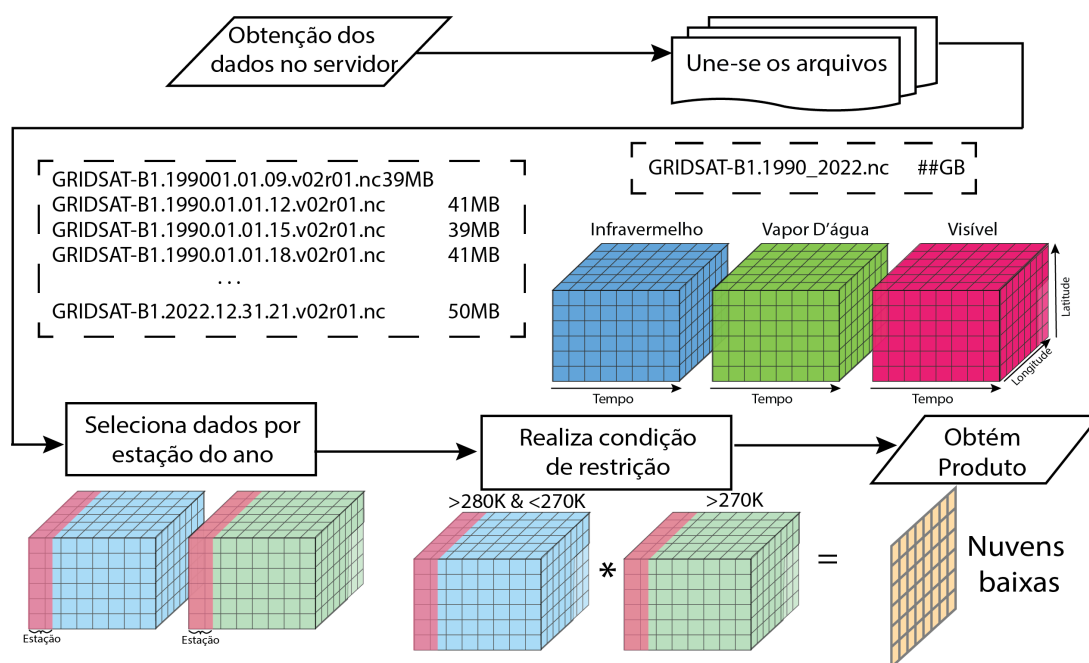 Obtenção dos
dados no servidor
Une-se os arquivos
GRIDSAT-B1.199001.01.09.v02r01.nc39MB
GRIDSAT-B1.1990.01.01.12.v02r01.nc 41MB
GRIDSAT-B1.1990.01.01.15.v02r01.nc 39MB
GRIDSAT-B1.1990.01.01.18.v02r01.nc 41MB
...
GRIDSAT-B1.2022.12.31.21.v02r01.nc 50MB
GRIDSAT-B1.1990_2022.nc ##GB
Infravermelho Vapor D'água Visível
Latitude
Longitude
Tempo Tempo Tempo
Seleciona dados por
estação do ano
Realiza condição
de restrição
Obtém
Produto
>280K & <270K >270K
* =
Nuvens
baixas
Estação Estação